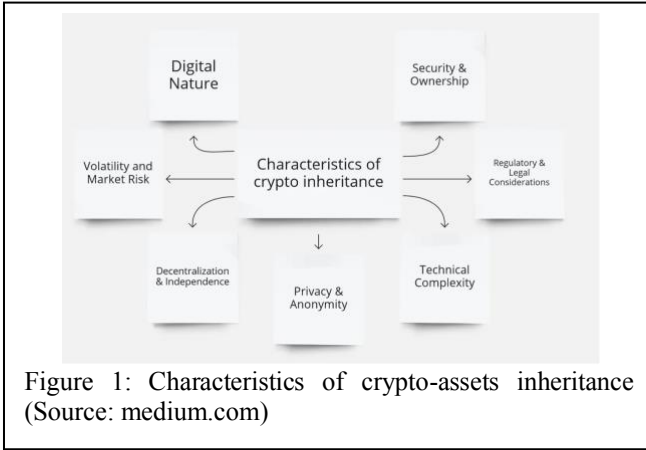 Digital
Nature
Security &
Ownership
Volatility and
Market Risk
Characteristics of
crypto inheritance
Regulatory &
Legal
Considerations
Decentralization
& Independence
Privacy &
Anonymity
Technical
Complexity
Figure 1: Characteristics of crypto-assets inheritance
(Source: medium.com)